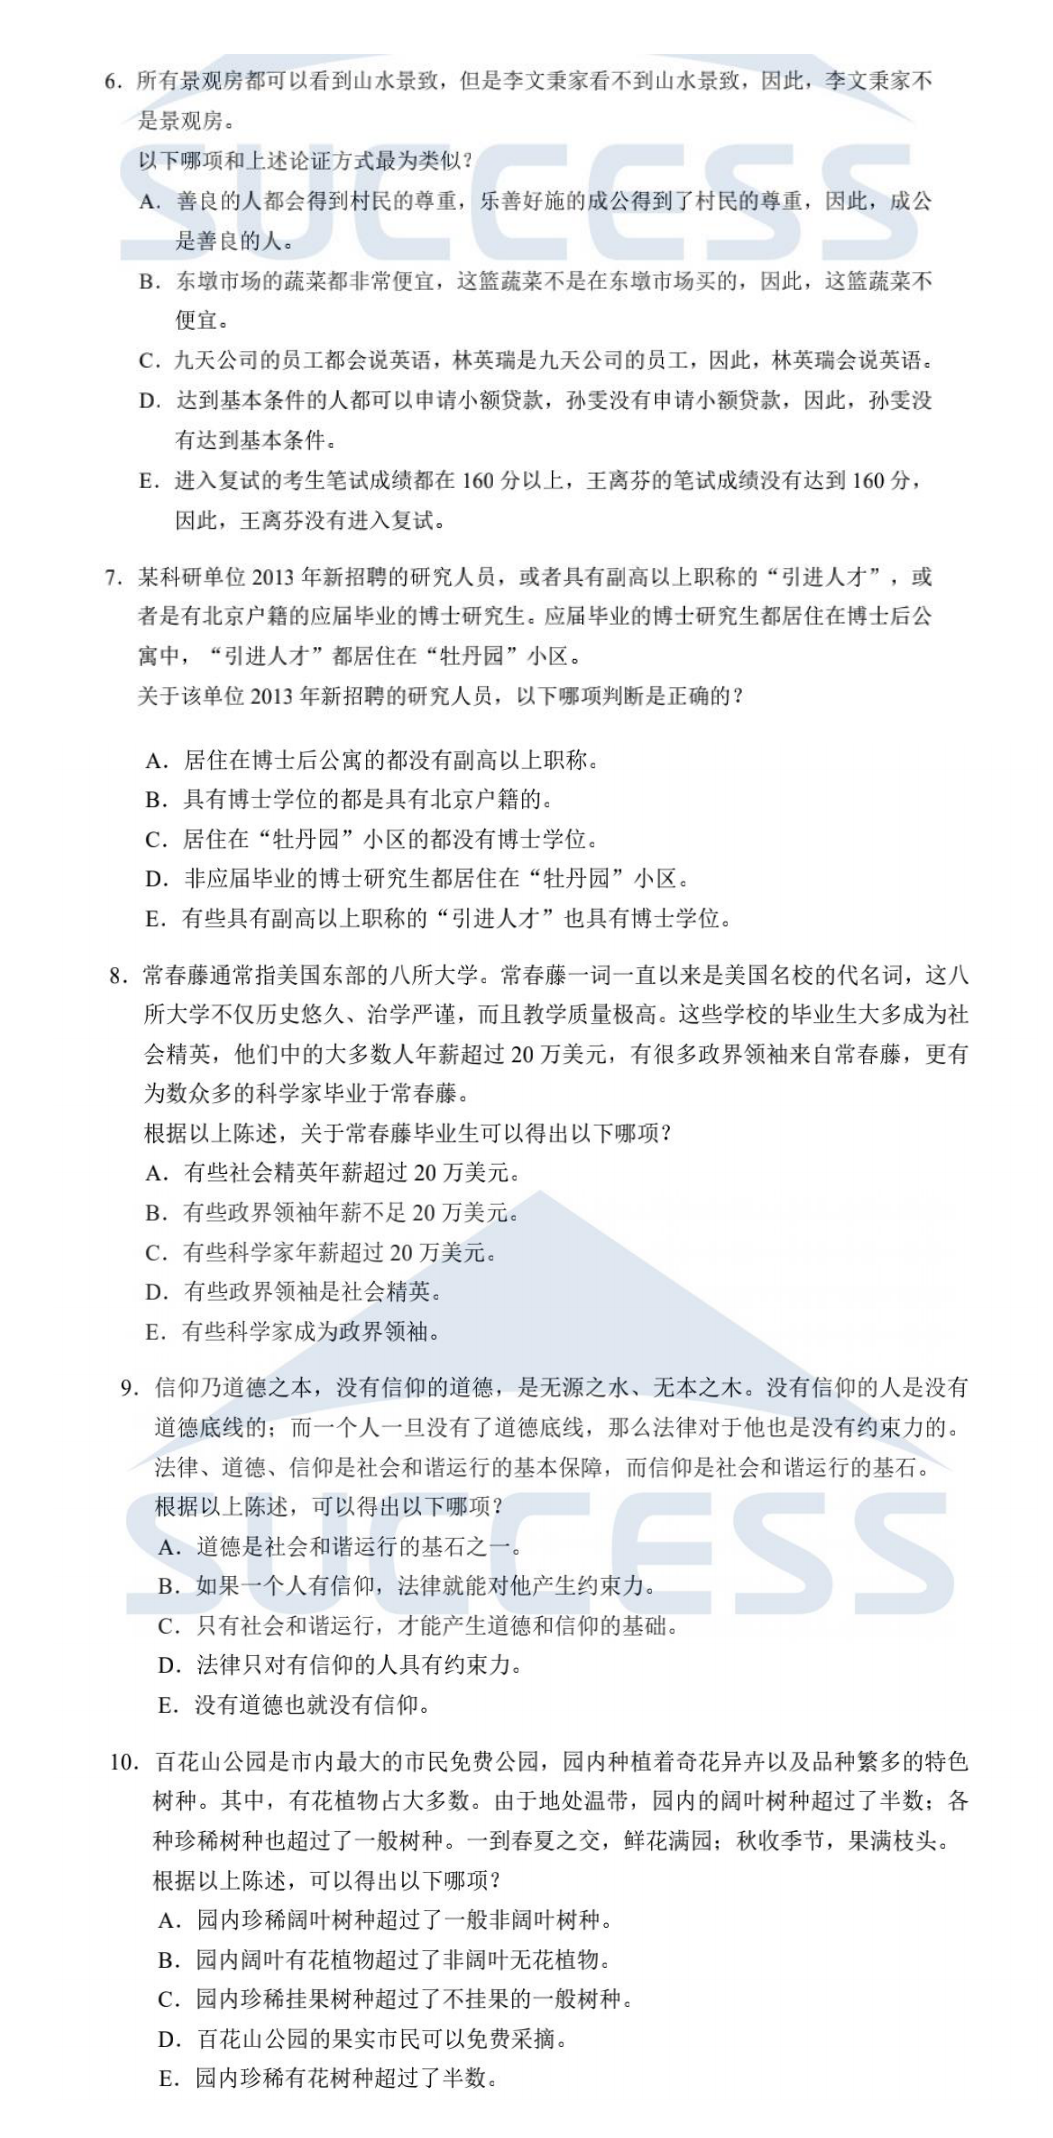 6．所有景观房都可以看到山水景致，但是李文秉家看不到山水景致，因此，李文秉家不
是景观房。
以下哪项和上述论证方式最为类似？
A．善良的人都会得到村民的尊重，乐善好施的成公得到了村民的尊重，因此，成公
是善良的人。
B．东墩市场的蔬菜都非常便宜，这篮蔬菜不是在东墩市场买的，因此，这篮蔬菜不
便宜。
C．九天公司的员工都会说英语，林英瑞是九天公司的员工，因此，林英瑞会说英语。
D．达到基本条件的人都可以申请小额贷款，孙雯没有申请小额贷款，因此，孙雯没
有达到基本条件。
E．进入复试的考生笔试成绩都在 160 分以上，王离芬的笔试成绩没有达到 160 分，
因此，王离芬没有进入复试。
7．某科研单位 2013 年新招聘的研究人员，或者具有副高以上职称的“引进人才”，或
者是有北京户籍的应届毕业的博士研究生。应届毕业的博士研究生都居住在博士后公
寓中，“引进人才”都居住在“牡丹园”小区。
关于该单位 2013 年新招聘的研究人员，以下哪项判断是正确的？
A．居住在博士后公寓的都没有副高以上职称。
B．具有博士学位的都是具有北京户籍的。
C．居住在“牡丹园”小区的都没有博士学位。
D．非应届毕业的博士研究生都居住在“牡丹园”小区。
E．有些具有副高以上职称的“引进人才”也具有博士学位。
8．常春藤通常指美国东部的八所大学。常春藤一词一直以来是美国名校的代名词，这八
所大学不仅历史悠久、治学严谨，而且教学质量极高。这些学校的毕业生大多成为社
会精英，他们中的大多数人年薪超过 20 万美元，有很多政界领袖来自常春藤，更有
为数众多的科学家毕业于常春藤。
根据以上陈述，关于常春藤毕业生可以得出以下哪项？
A．有些社会精英年薪超过 20 万美元。
B．有些政界领袖年薪不足 20 万美元。
C．有些科学家年薪超过 20 万美元。
D．有些政界领袖是社会精英。
E．有些科学家成为政界领袖。
9．信仰乃道德之本，没有信仰的道德，是无源之水、无本之木。没有信仰的人是没有
道德底线的；而一个人一旦没有了道德底线，那么法律对于他也是没有约束力的。
法律、道德、信仰是社会和谐运行的基本保障，而信仰是社会和谐运行的基石。
根据以上陈述，可以得出以下哪项？
A．道德是社会和谐运行的基石之一。
B．如果一个人有信仰，法律就能对他产生约束力。
C．只有社会和谐运行，才能产生道德和信仰的基础。
D．法律只对有信仰的人具有约束力。
E．没有道德也就没有信仰。
10．百花山公园是市内最大的市民免费公园，园内种植着奇花异卉以及品种繁多的特色
树种。其中，有花植物占大多数。由于地处温带，园内的阔叶树种超过了半数；各
种珍稀树种也超过了一般树种。一到春夏之交，鲜花满园；秋收季节，果满枝头。
根据以上陈述，可以得出以下哪项？
A．园内珍稀阔叶树种超过了一般非阔叶树种。
B．园内阔叶有花植物超过了非阔叶无花植物。
C．园内珍稀挂果树种超过了不挂果的一般树种。
D．百花山公园的果实市民可以免费采摘。
E．园内珍稀有花树种超过了半数。
SUCCESS
SUCCESS